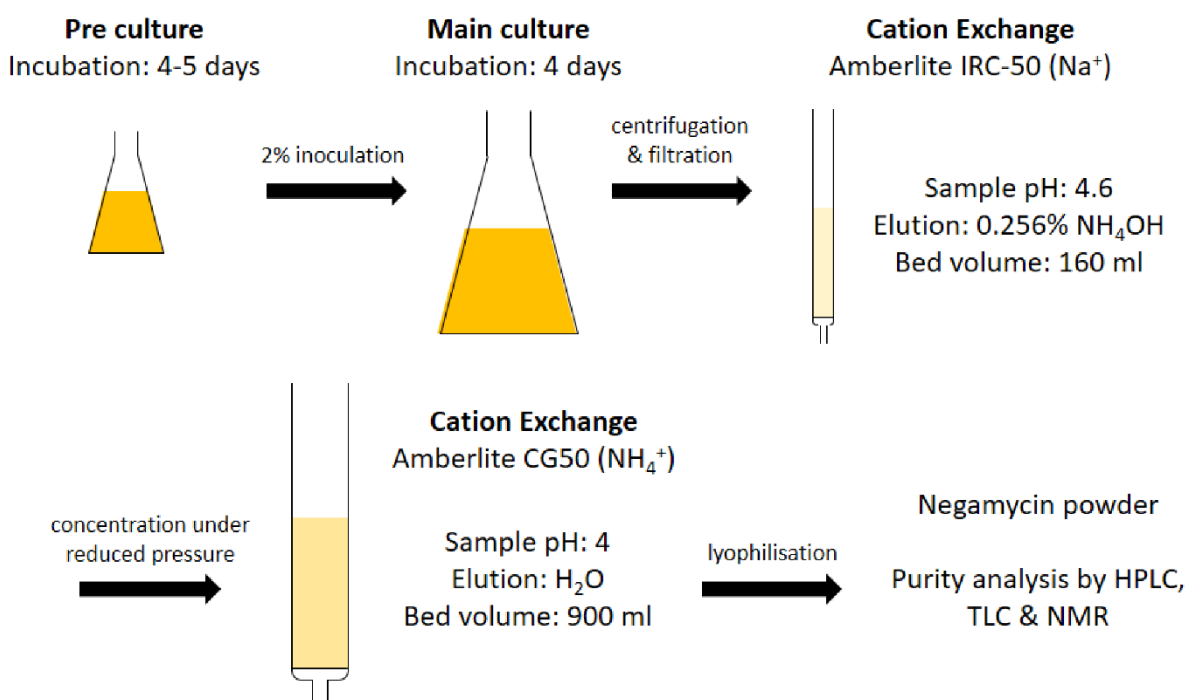 Pre culture
Incubation: 4-5 days
2% inoculation
Main culture
Incubation: 4 days
centrifugation
& filtration
Cation Exchange
Amberlite IRC-50 (Na⁺)
Sample pH: 4.6
Elution: 0.256% NH₄OH
Bed volume: 160 ml
concentration under
reduced pressure
Cation Exchange
Amberlite CG50 (NH₄⁺)
Sample pH: 4
Elution: H₂O
Bed volume: 900 ml
lyophilisation
Negamycin powder
Purity analysis by HPLC,
TLC & NMR